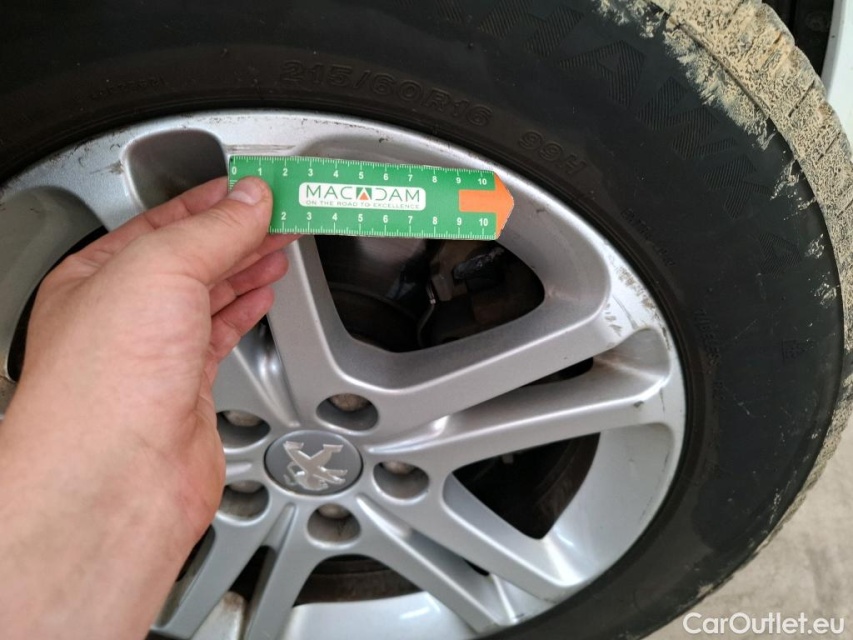 215/60R16 99H
0 1 2 3 4 5 6 7 8 9 10
MACADAM
ON THE ROAD TO EXCELLENCE
2 3 4 5 6 7 8 9 10
CarOutlet.eu